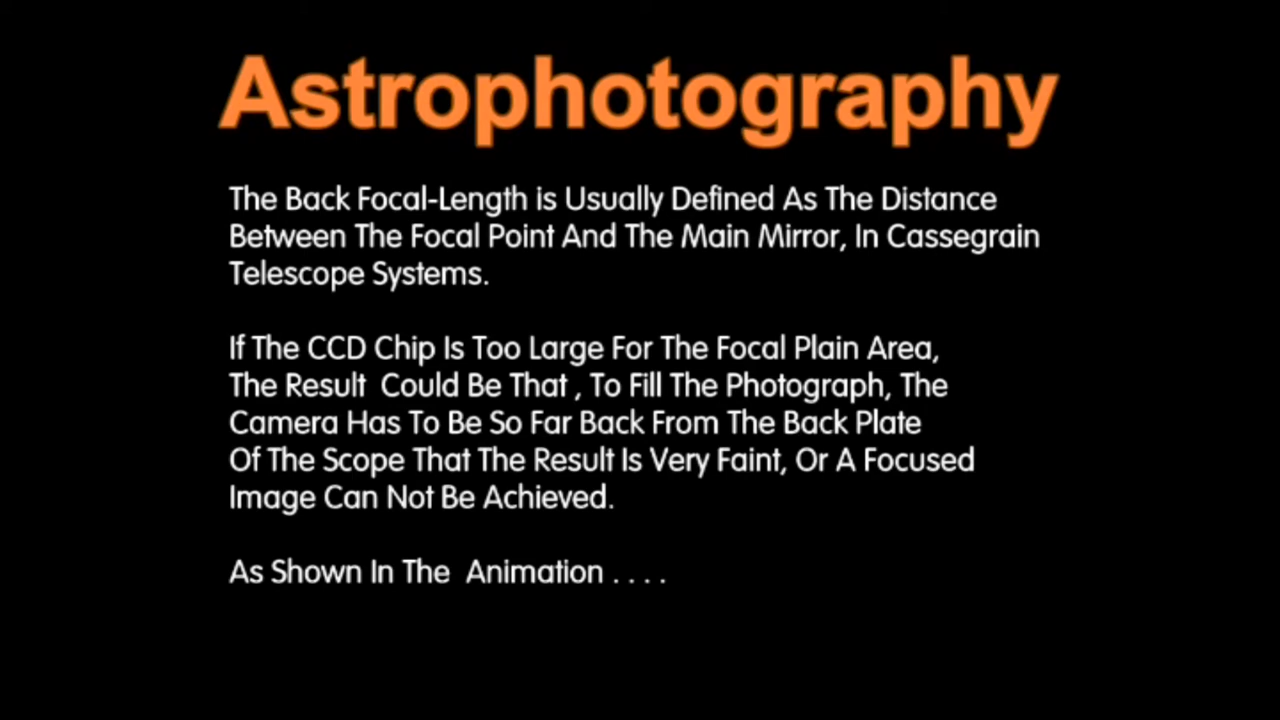 Astrophotography
The Back Focal-Length is Usually Defined As The Distance
Between The Focal Point And The Main Mirror, In Cassegrain
Telescope Systems.
If The CCD Chip Is Too Large For The Focal Plain Area,
The Result Could Be That , To Fill The Photograph, The
Camera Has To Be So Far Back From The Back Plate
Of The Scope That The Result Is Very Faint, Or A Focused
Image Can Not Be Achieved.
As Shown In The Animation . . . .